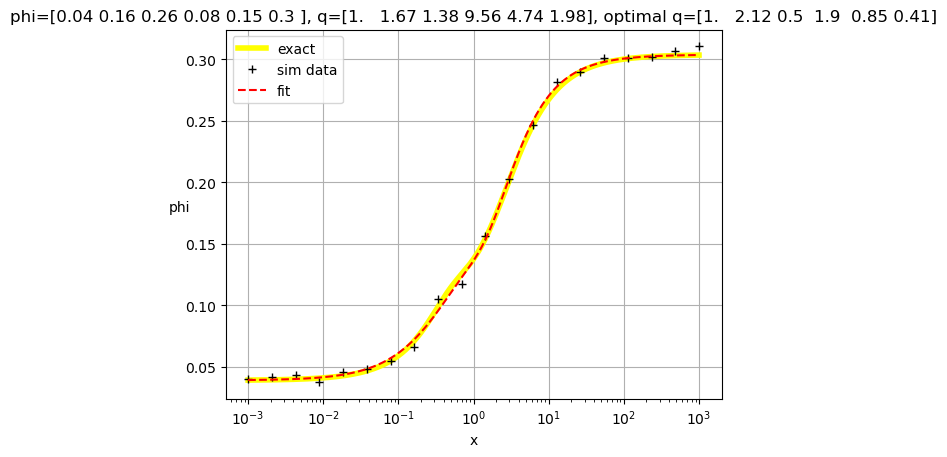 phi=[0.04 0.16 0.26 0.08 0.15 0.3 ], q=[1.   1.67 1.38 9.56 4.74 1.98], optimal q=[1.   2.12 0.5  1.9  0.85 0.41]
exact
sim data
fit
0.30
0.25
0.20
0.15
0.10
0.05
phi
10⁻³ 10⁻² 10⁻¹ 10⁰ 10¹ 10² 10³
x